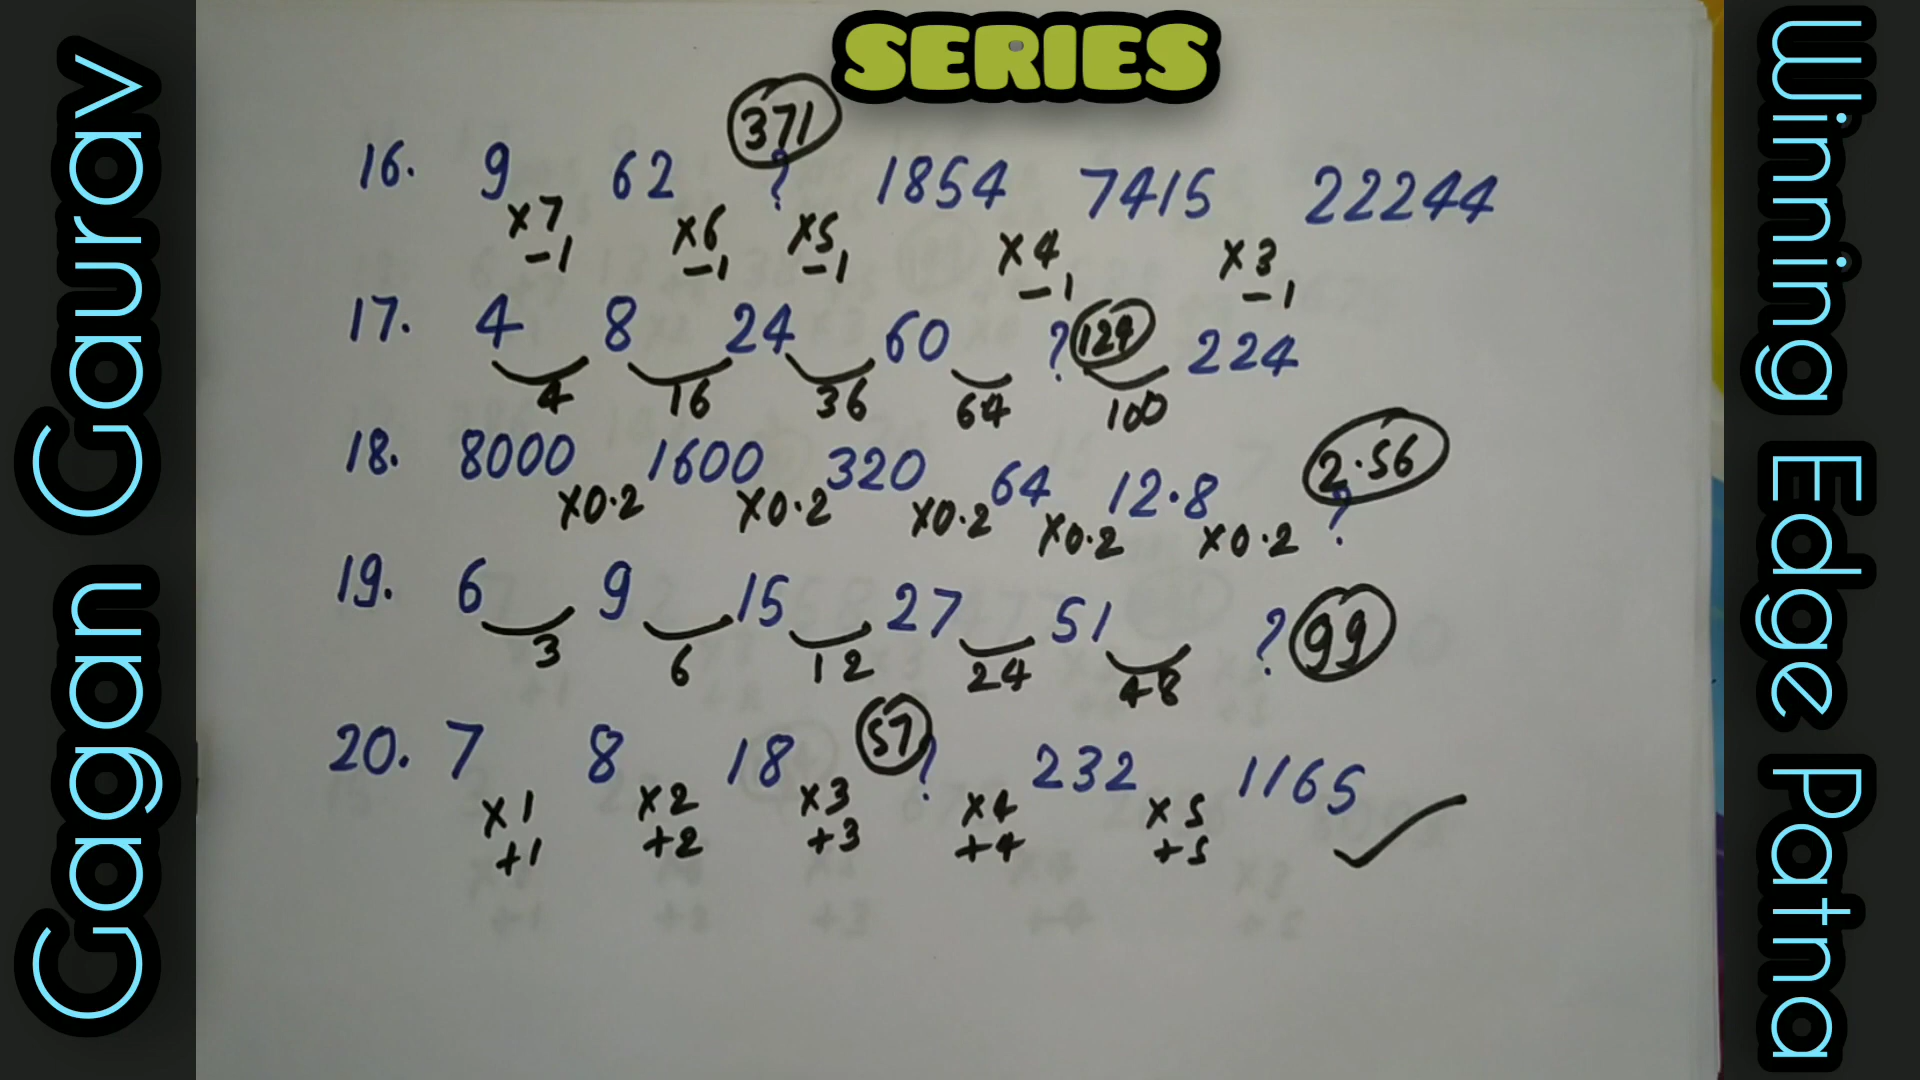 SERIES
371
16. 9 62 ? 1854 7415 22244
×7 ×6 ×5 ×4 ×3
-1 -1 -1 -1 -1
17. 4 8 24 60 ? 124 224
4 16 36 64 100
2.56
18. 8000 1600 320 64 12.8 ?
×0.2 ×0.2 ×0.2 ×0.2 ×0.2
19. 6 9 15 27 51 ? 99
3 6 12 24 48
57
20. 7 8 18 ? 232 1165
×1 ×2 ×3 ×4 ×5
+1 +2 +3 +4 +5
Gagan Gaurav
Winning Edge Patna